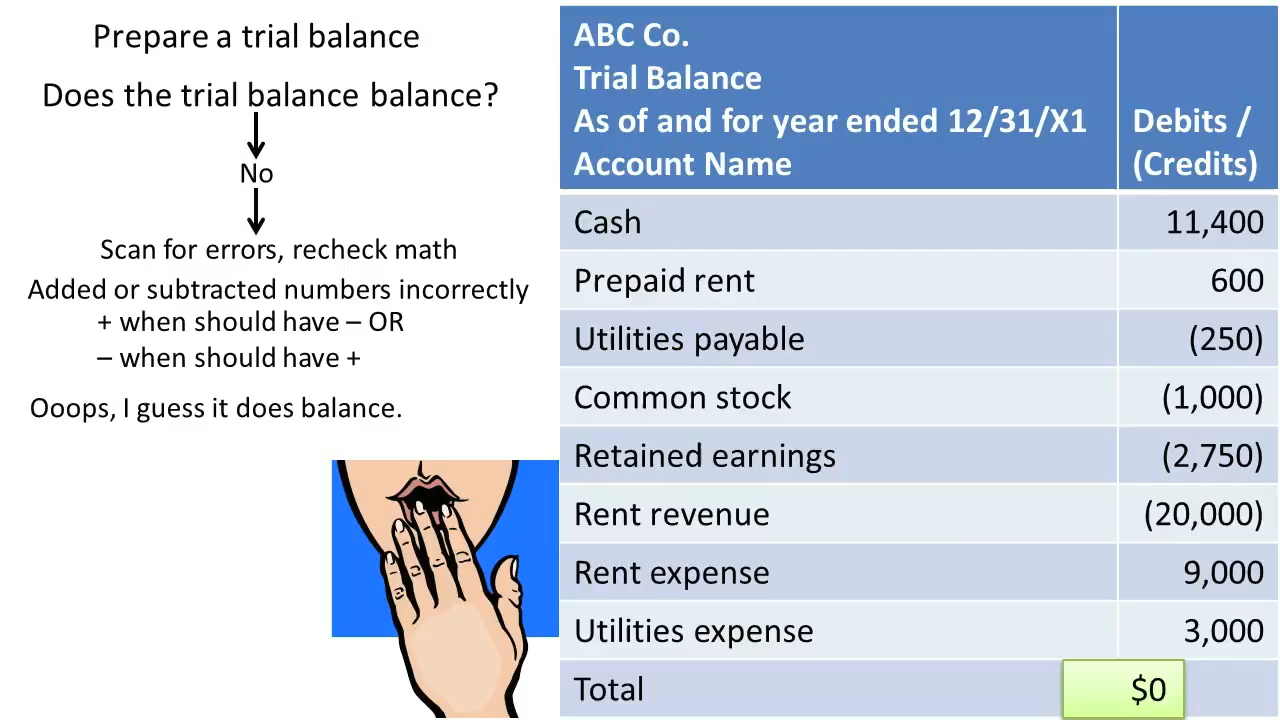 Prepare a trial balance
Does the trial balance balance?
No
Scan for errors, recheck math
Added or subtracted numbers incorrectly
+ when should have – OR
– when should have +
Ooops, I guess it does balance.
ABC Co.
Trial Balance
As of and for year ended 12/31/X1 Debits /
Account Name (Credits)
Cash 11,400
Prepaid rent 600
Utilities payable (250)
Common stock (1,000)
Retained earnings (2,750)
Rent revenue (20,000)
Rent expense 9,000
Utilities expense 3,000
Total $0